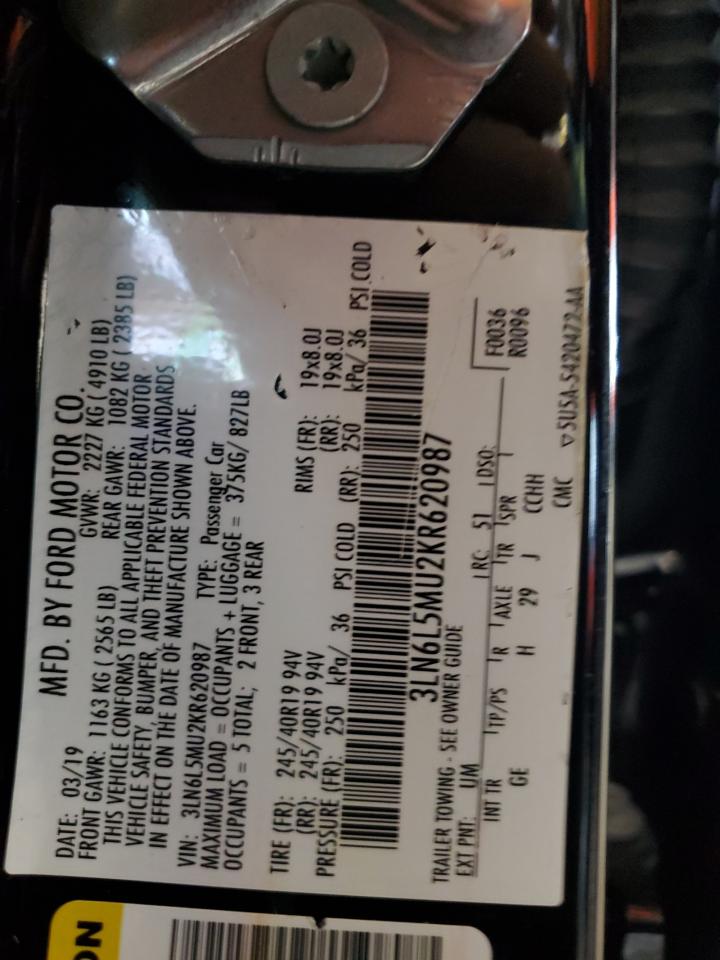 MFD. BY FORD MOTOR CO.
DATE: 03/19 GVWR: 2227 KG ( 4910 LB)
FRONT GAWR: 1163 KG ( 2565 LB) REAR GAWR: 1082 KG ( 2385 LB)
THIS VEHICLE CONFORMS TO ALL APPLICABLE FEDERAL MOTOR
VEHICLE SAFETY, BUMPER, AND THEFT PREVENTION STANDARDS
IN EFFECT ON THE DATE OF MANUFACTURE SHOWN ABOVE.
VIN: 3LN6L5MU2KR620987 TYPE: Passenger Car
MAXIMUM LOAD = OCCUPANTS + LUGGAGE = 375KG/ 827LB
OCCUPANTS = 5 TOTAL; 2 FRONT, 3 REAR
TIRE (FR): 245/40R19 94V RIMS (FR): 19x8.0J
(RR): 245/40R19 94V (RR): 19x8.0J
PRESSURE (FR): 250 kPa/ 36 PSI COLD (RR): 250 kPa/ 36 PSI COLD
3LN6L5MU2KR620987
TRAILER TOWING - SEE OWNER GUIDE
EXT PNT: UM RC: 51 DSO: F0036
R0096
INT TR TP/PS R AXLE TR SPR
GE H 29 J CCHH
CMC ▽5U5A-5420472-AA
ON